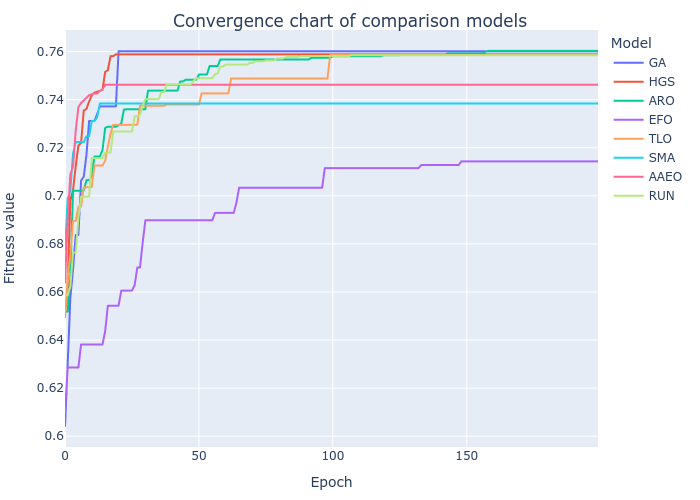 Convergence chart of comparison models
Model
GA
HGS
ARO
EFO
TLO
SMA
AAEO
RUN
Fitness value
0.76
0.74
0.72
0.7
0.68
0.66
0.64
0.62
0.6
0
50
100
150
Epoch